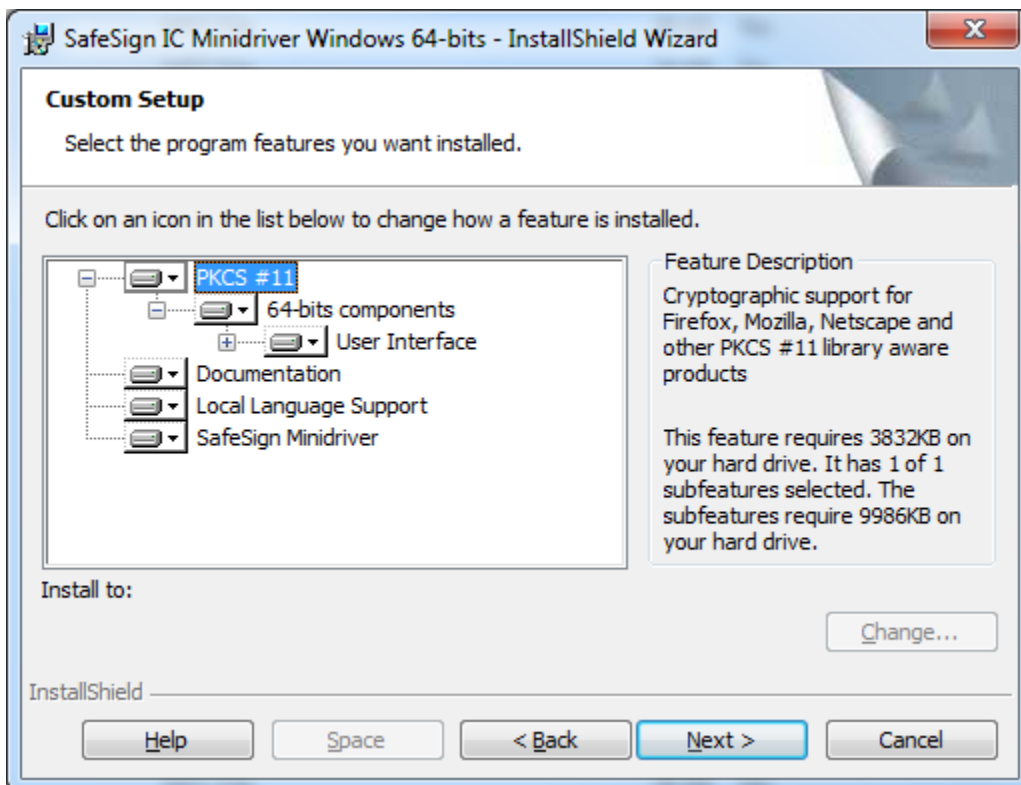 SafeSign IC Minidriver Windows 64-bits - InstallShield Wizard
Custom Setup
Select the program features you want installed.
Click on an icon in the list below to change how a feature is installed.
PKCS #11
64-bits components
User Interface
Documentation
Local Language Support
SafeSign Minidriver
Feature Description
Cryptographic support for
Firefox, Mozilla, Netscape and
other PKCS #11 library aware
products
This feature requires 3832KB on
your hard drive. It has 1 of 1
subfeatures selected. The
subfeatures require 9986KB on
your hard drive.
Install to:
Change...
InstallShield
Help
Space
< Back
Next >
Cancel